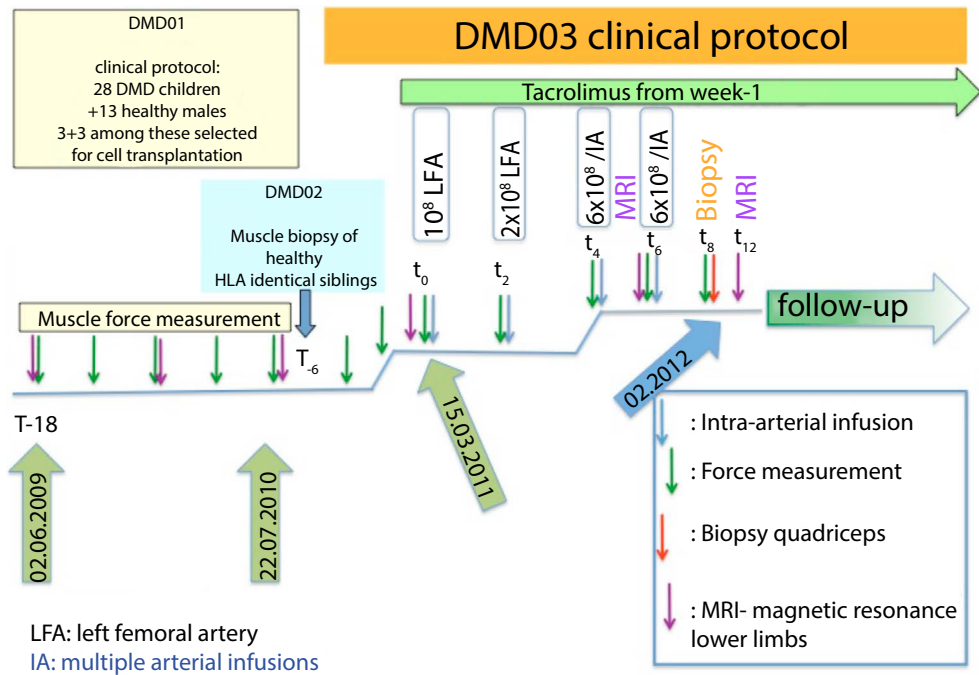 DMD01
clinical protocol:
28 DMD children
+13 healthy males
3+3 among these selected
for cell transplantation
DMD03 clinical protocol
Tacrolimus from week-1
DMD02
Muscle biopsy of
healthy
HLA identical siblings
10⁸ LFA
2x10⁸ LFA
6x10⁸ /IA
MRI
6x10⁸ /IA
Biopsy
MRI
t₀
t₂
t₄
t₆
t₈
t₁₂
Muscle force measurement
T₋₆
follow-up
T-18
02.06.2009
22.07.2010
15.03.2011
02.2012
: Intra-arterial infusion
: Force measurement
: Biopsy quadriceps
: MRI- magnetic resonance
lower limbs
LFA: left femoral artery
IA: multiple arterial infusions